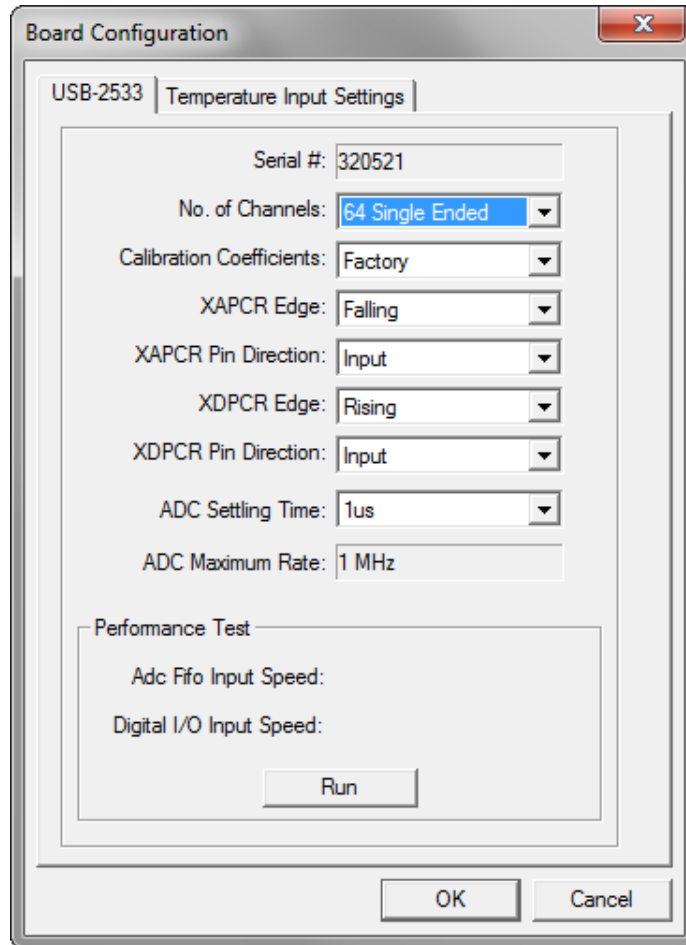 Board Configuration
USB-2533 Temperature Input Settings
Serial #: 320521
No. of Channels: 64 Single Ended
Calibration Coefficients: Factory
XAPCR Edge: Falling
XAPCR Pin Direction: Input
XDPCR Edge: Rising
XDPCR Pin Direction: Input
ADC Settling Time: 1us
ADC Maximum Rate: 1 MHz
Performance Test
Adc Fifo Input Speed:
Digital I/O Input Speed:
Run
OK Cancel